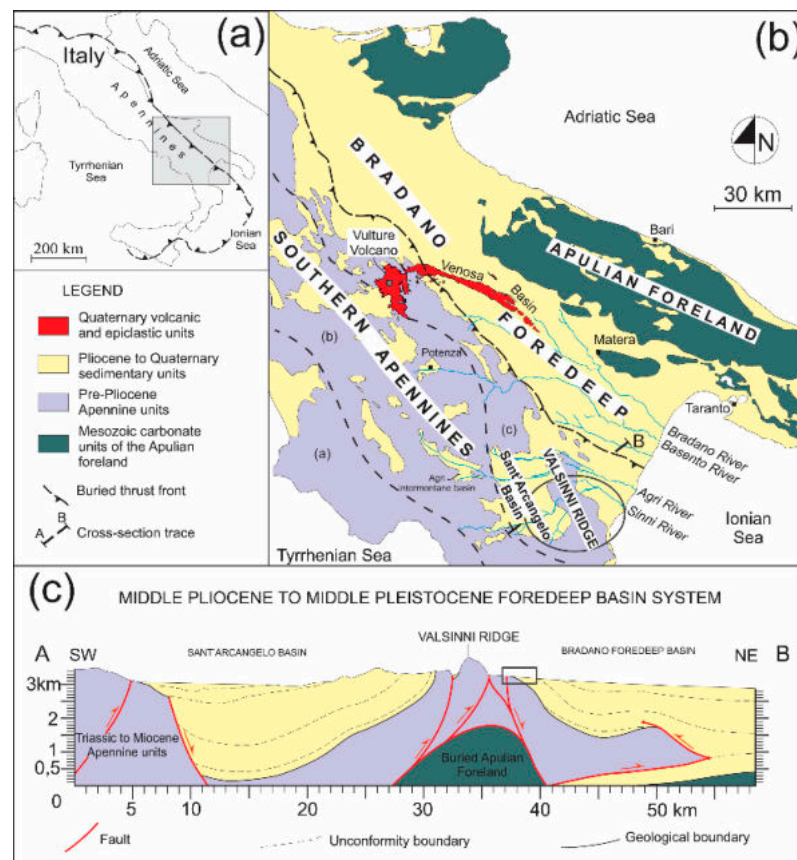 (a)
Italy
Adriatic Sea
Apennines
Tyrrhenian
Sea
Ionian
Sea
200 km
LEGEND
Quaternary volcanic
and epiclastic units
Pliocene to Quaternary
sedimentary units
Pre-Pliocene
Apennine units
Mesozoic carbonate
units of the Apulian
foreland
Buried thrust front
A B
Cross-section trace
(b)
Adriatic Sea
N
30 km
BRADANO
FOREDEEP
Vulture
Volcano
Venosa
Basin
Bari
APULIAN FORELAND
SOUTHERN APENNINES
(b)
Potenza
Matera
Taranto
(c)
(a)
B
Bradano River
Basento River
Agri
intermontane basin
Sant'Arcangelo
Basin
VALSINNI RIDGE
Agri River
Sinni River
Ionian
Sea
Tyrrhenian Sea
(c)
MIDDLE PLIOCENE TO MIDDLE PLEISTOCENE FOREDEEP BASIN SYSTEM
A SW
SANT'ARCANGELO BASIN
VALSINNI RIDGE
BRADANO FOREDEEP BASIN
NE B
3km
2
1
0,5
0
Triassic to Miocene
Apennine units
Buried Apulian
Foreland
3
2
1
0,5
5 10 20 30 40 50 km
Fault
Unconformity boundary
Geological boundary